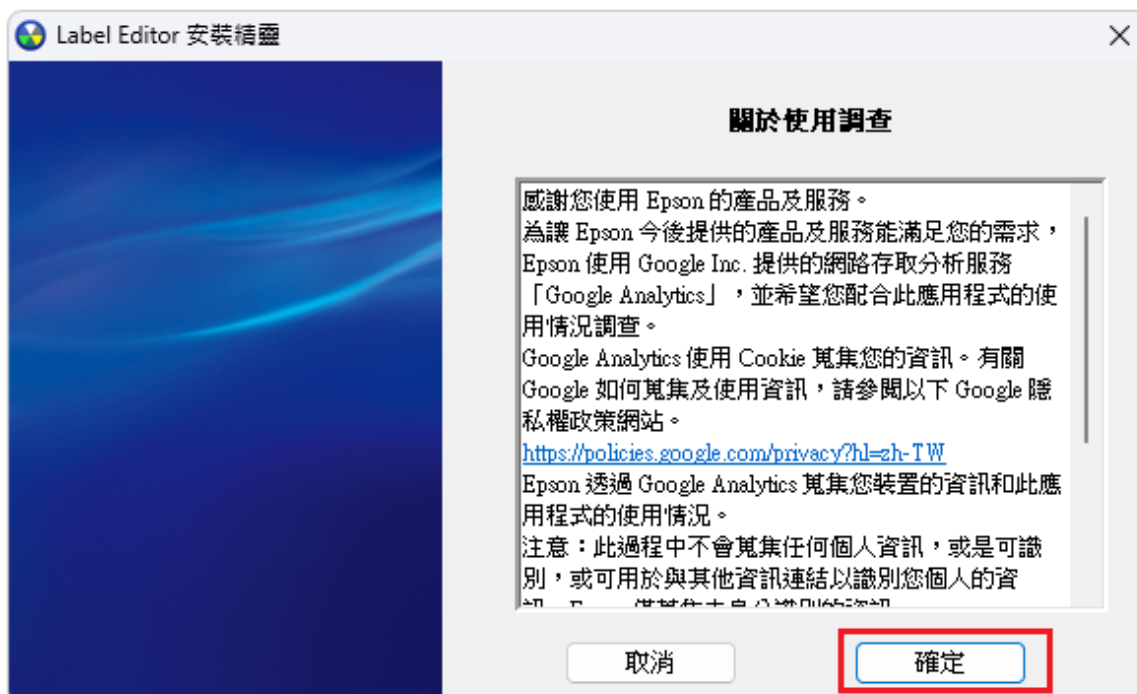 Label Editor 安裝精靈
關於使用調查
感謝您使用 Epson 的產品及服務。
為讓 Epson 今後提供的產品及服務能滿足您的需求，
Epson 使用 Google Inc. 提供的網路存取分析服務
「Google Analytics」，並希望您配合此應用程式的使
用情況調查。
Google Analytics 使用 Cookie 蒐集您的資訊。有關
Google 如何蒐集及使用資訊，請參閱以下 Google 隱
私權政策網站。
https://policies.google.com/privacy?hl=zh-TW
Epson 透過 Google Analytics 蒐集您裝置的資訊和此應
用程式的使用情況。
注意：此過程中不會蒐集任何個人資訊，或是可識
別，或可用於與其他資訊連結以識別您個人的資
取消
確定